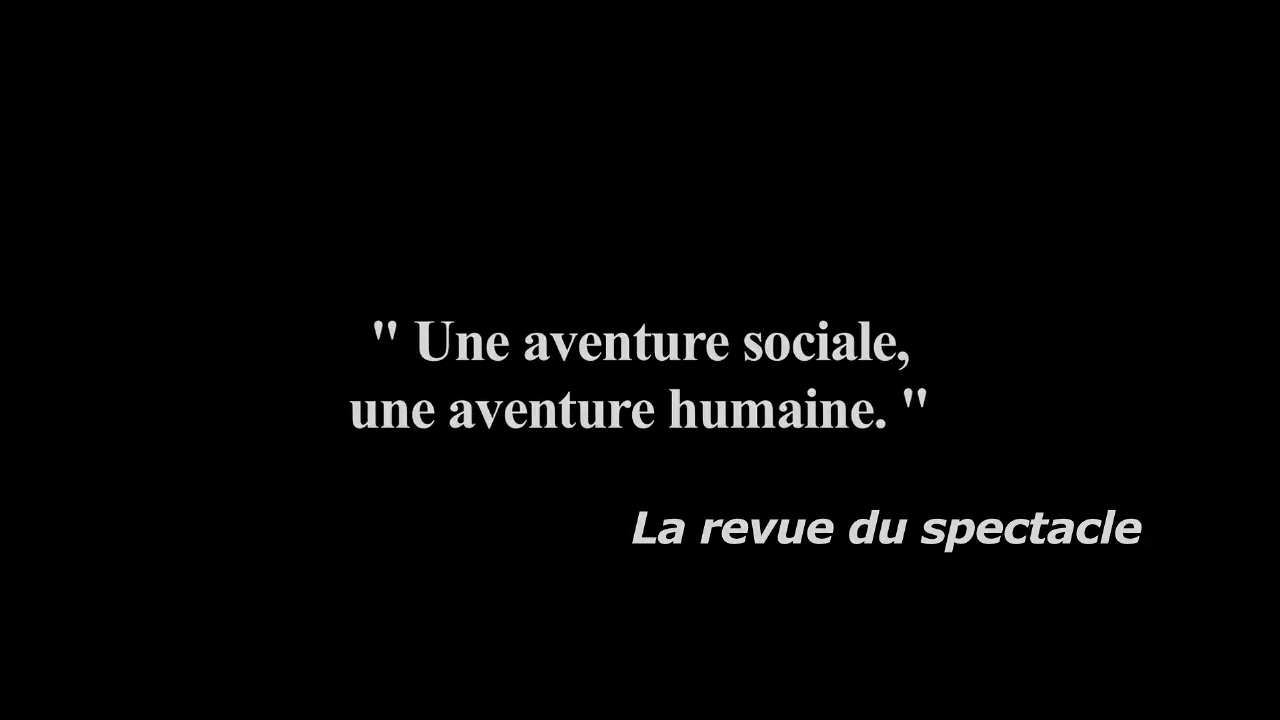 " Une aventure sociale,
une aventure humaine. "
La revue du spectacle